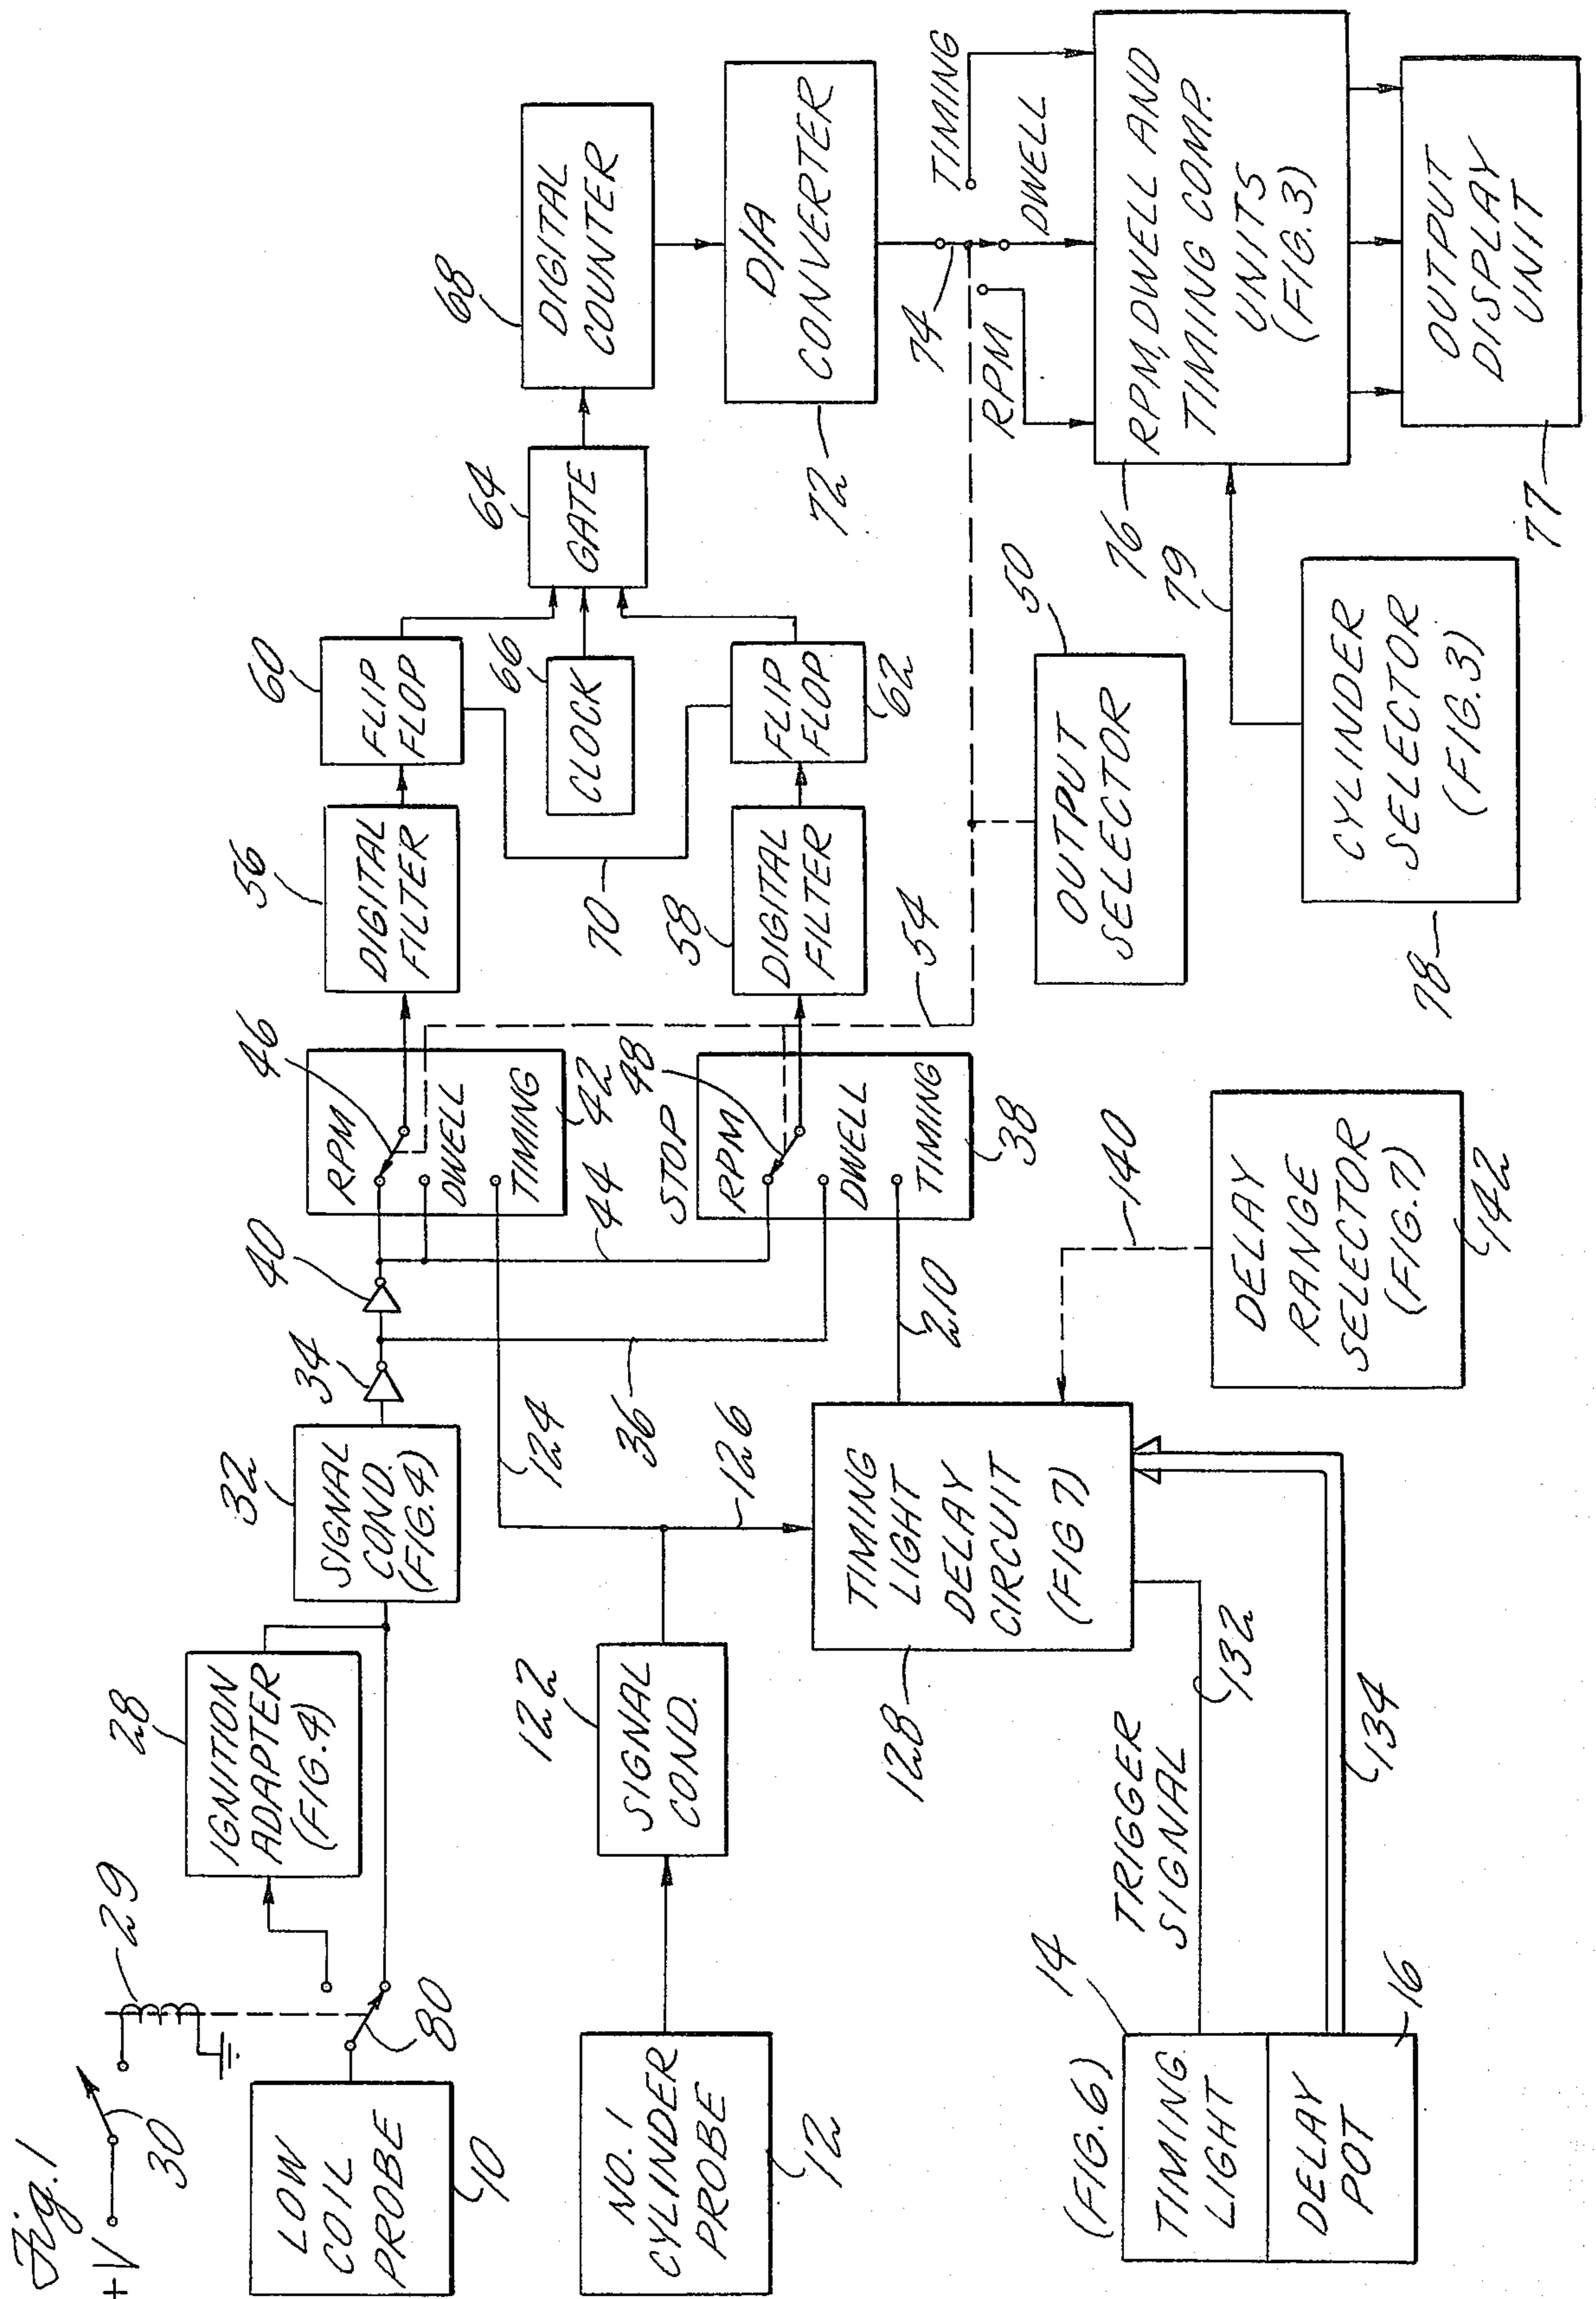 Fig.1
+V
30
29
80
LOW
COIL
PROBE
10
28
IGNITION
ADAPTER
(FIG.4)
32
SIGNAL
COND.
(FIG.4)
34
40
36
44
46
RPM
DWELL
TIMING
42
STOP
48
RPM
DWELL
TIMING
38
56
DIGITAL
FILTER
58
DIGITAL
FILTER
54
60
FLIP
FLOP
70
66
CLOCK
FLIP
FLOP
62
64
GATE
68
DIGITAL
COUNTER
D/A
CONVERTER
72
74
TIMING
DWELL
RPM
RPM, DWELL AND
TIMING COMP.
UNITS
(FIG.3)
76
79
OUTPUT
DISPLAY
UNIT
77
50
OUTPUT
SELECTOR
CYLINDER
SELECTOR
(FIG.3)
78
NO. 1
CYLINDER
PROBE
12
122
SIGNAL
COND.
124
126
TIMING
LIGHT
DELAY
CIRCUIT
(FIG 7)
128
210
140
DELAY
RANGE
SELECTOR
(FIG.7)
142
(FIG.6)
14
TIMING
LIGHT
DELAY
POT
16
TRIGGER
SIGNAL
132
134